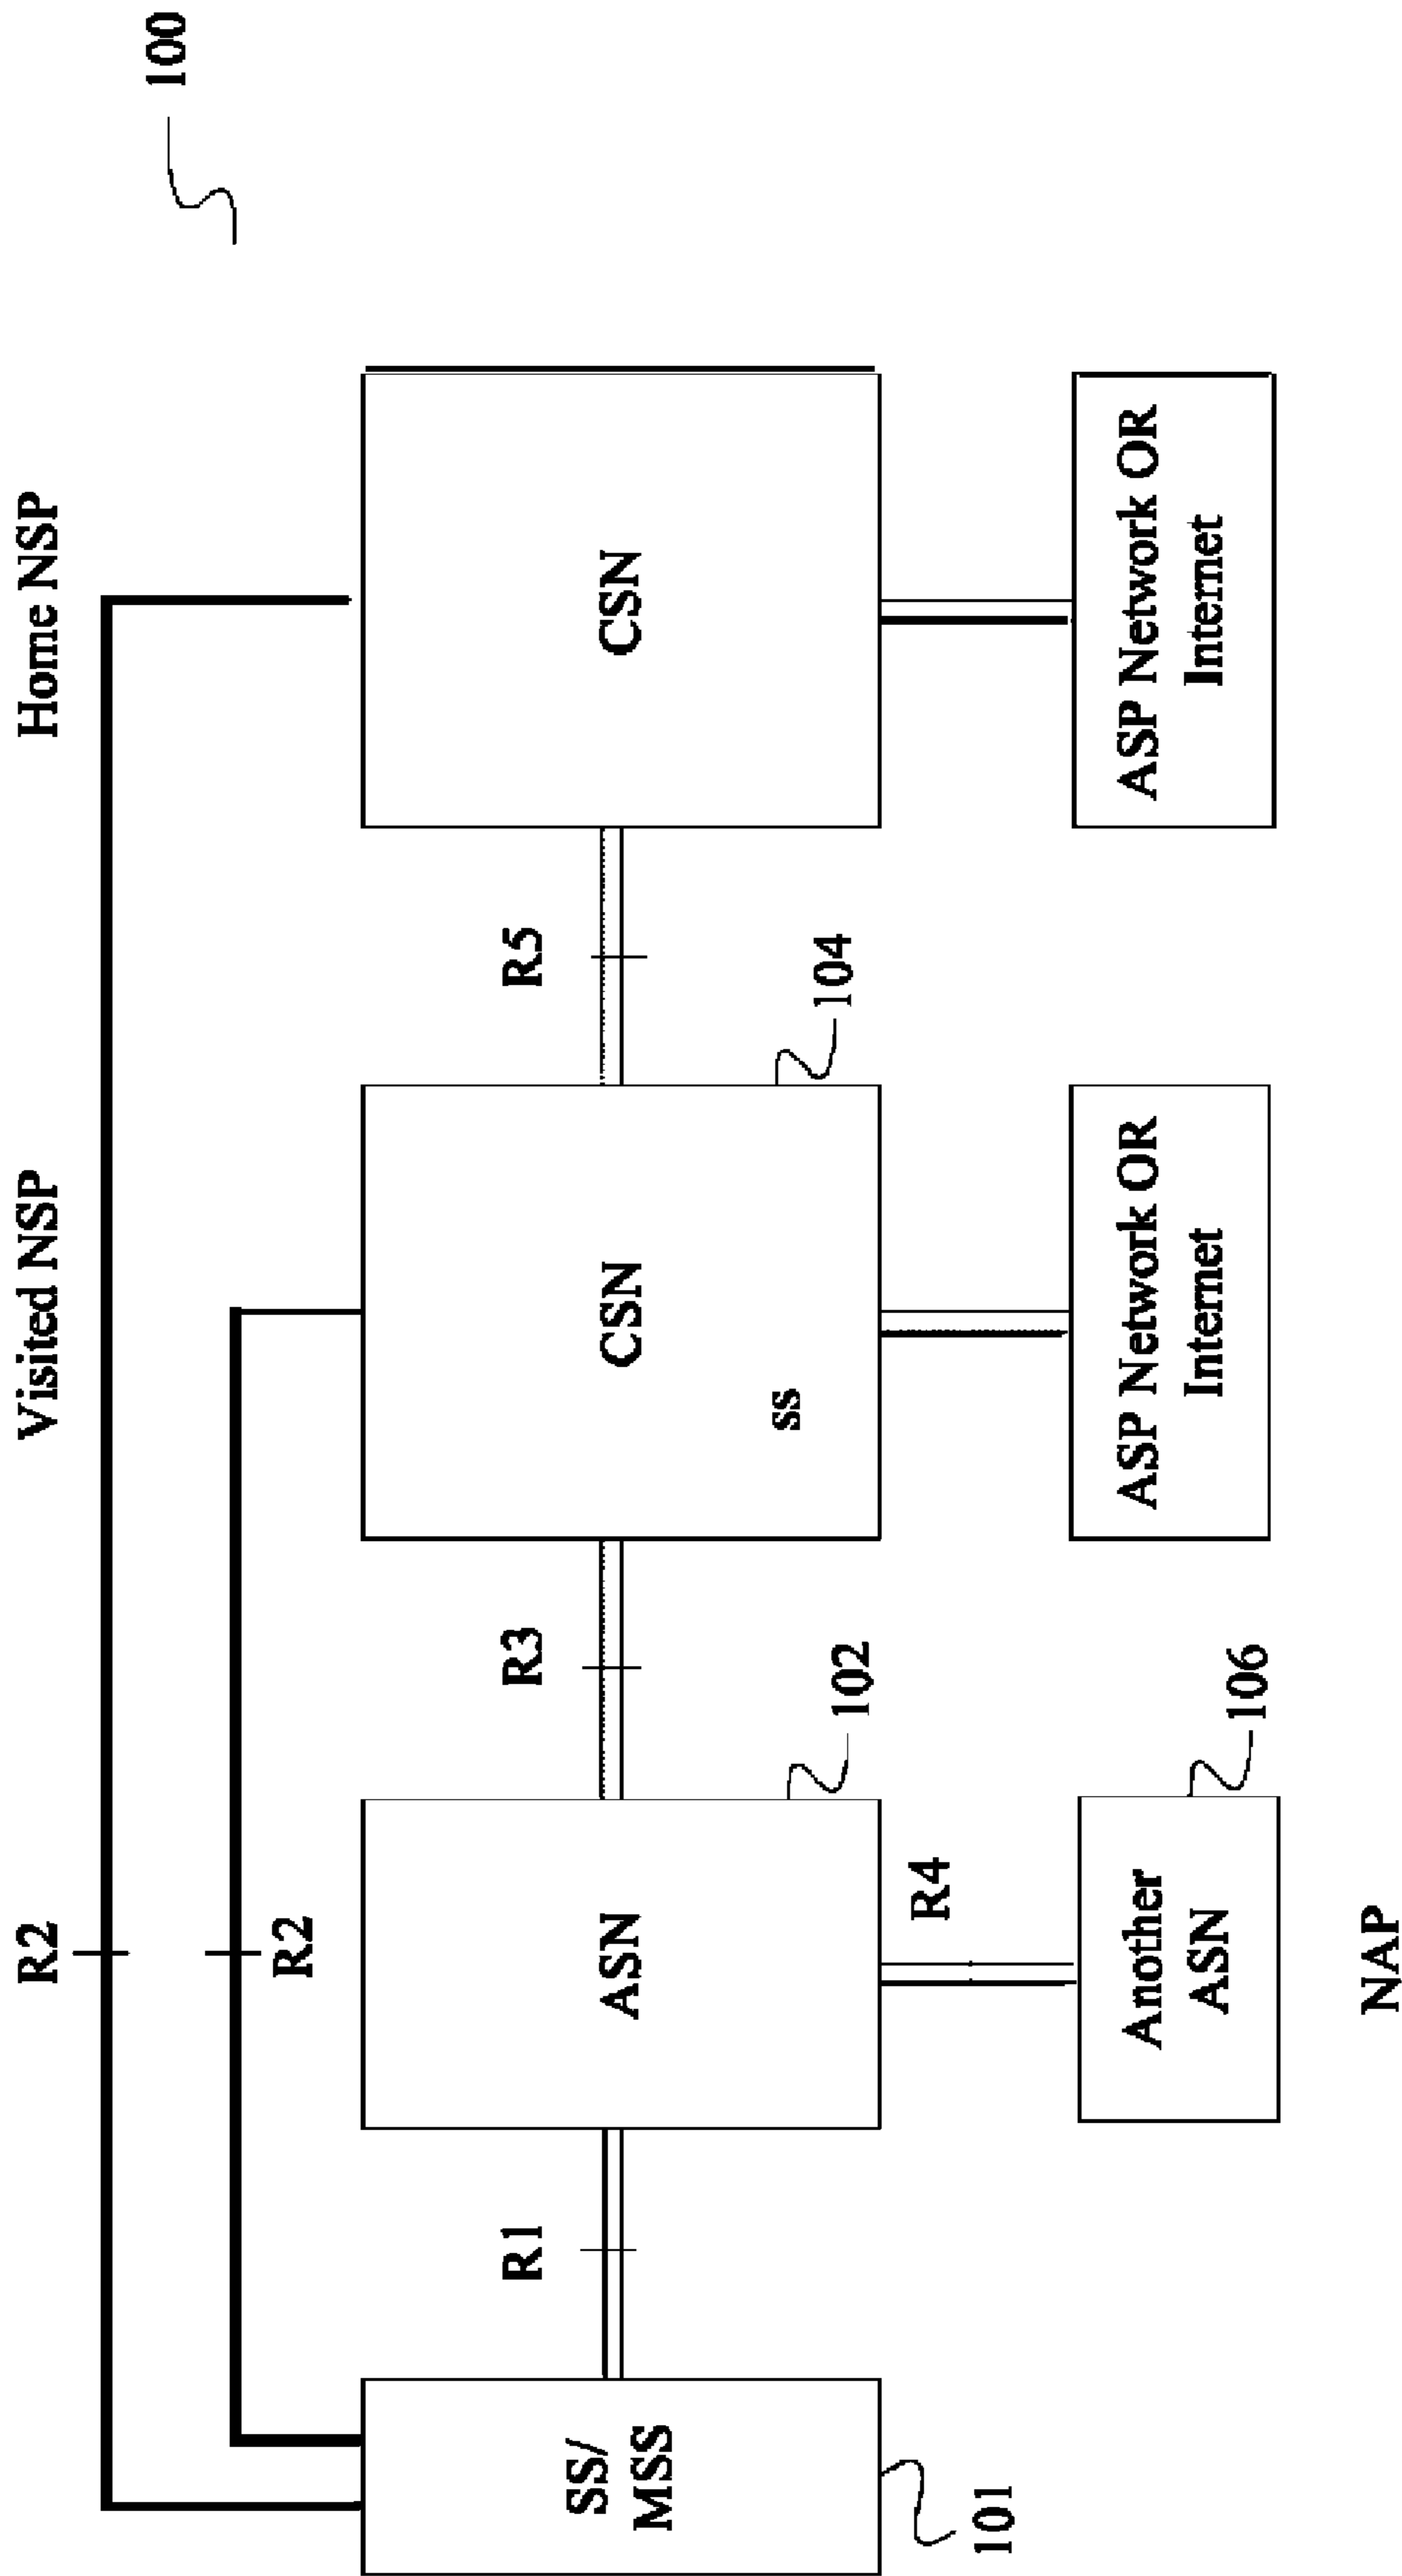 100
Visited NSP
Home NSP
R2
R2
R1
R3
R5
SS/
MSS
ASN
CSN
ss
CSN
101
102
104
R4
Another
ASN
106
ASP Network OR
Internet
ASP Network OR
Internet
NAP